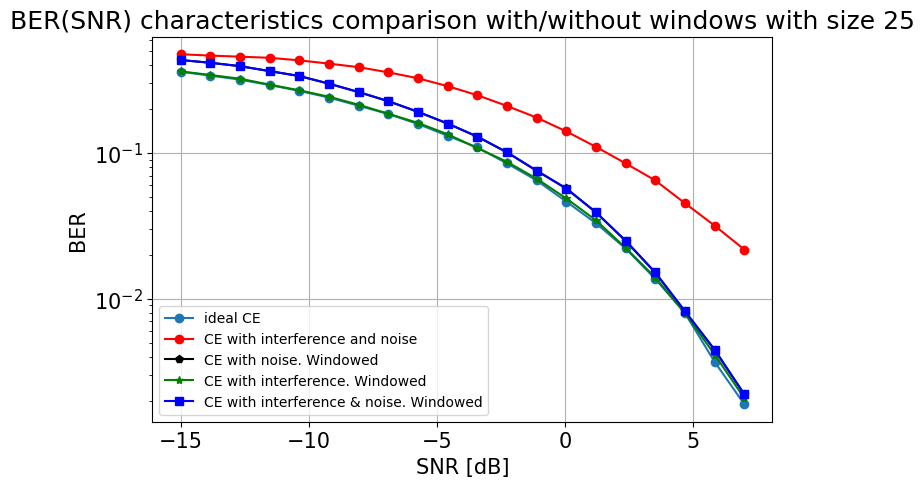 BER(SNR) characteristics comparison with/without windows with size 25
10⁻¹
10⁻²
BER
ideal CE
CE with interference and noise
CE with noise. Windowed
CE with interference. Windowed
CE with interference & noise. Windowed
−15 −10 −5 0 5
SNR [dB]